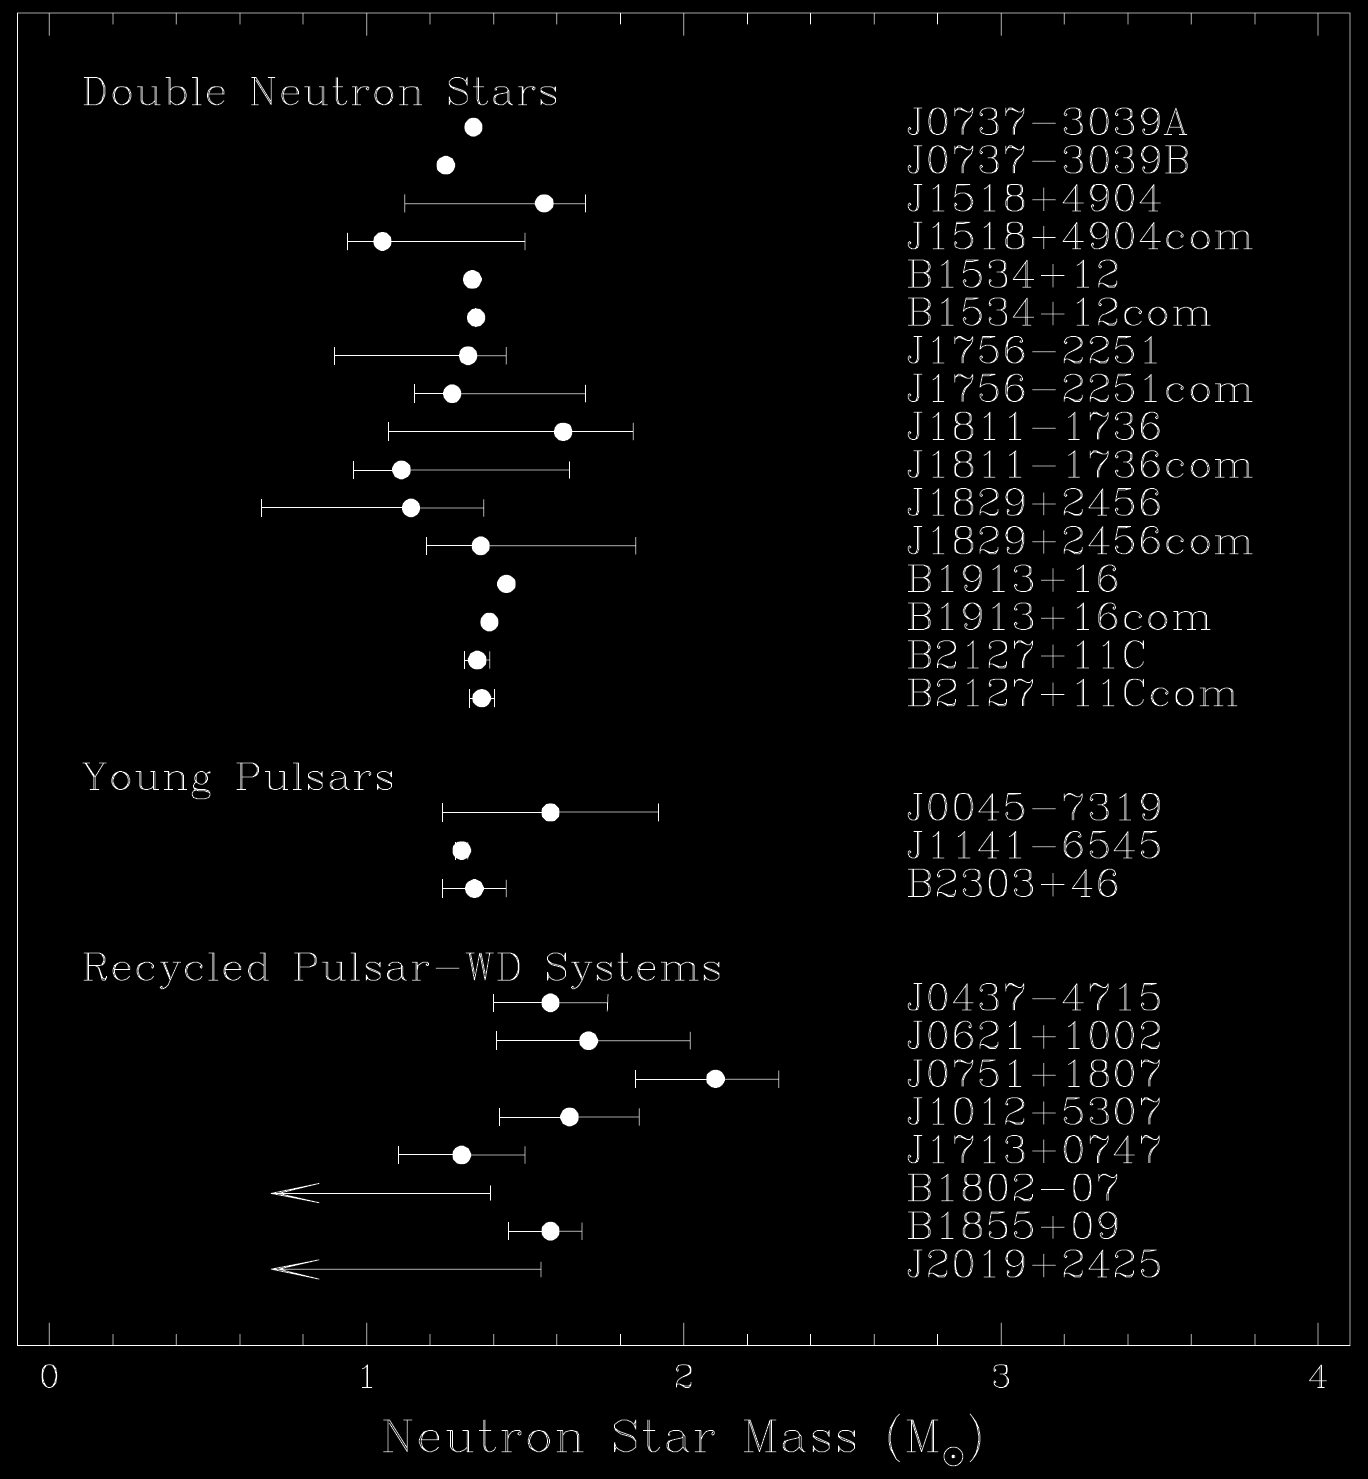 Double Neutron Stars
J0737-3039A
J0737-3039B
J1518+4904
J1518+4904com
B1534+12
B1534+12com
J1756-2251
J1756-2251com
J1811-1736
J1811-1736com
J1829+2456
J1829+2456com
B1913+16
B1913+16com
B2127+11C
B2127+11Ccom
Young Pulsars
J0045-7319
J1141-6545
B2303+46
Recycled Pulsar-WD Systems
J0437-4715
J0621+1002
J0751+1807
J1012+5307
J1713+0747
B1802-07
B1855+09
J2019+2425
0 1 2 3 4
Neutron Star Mass (M⊙)